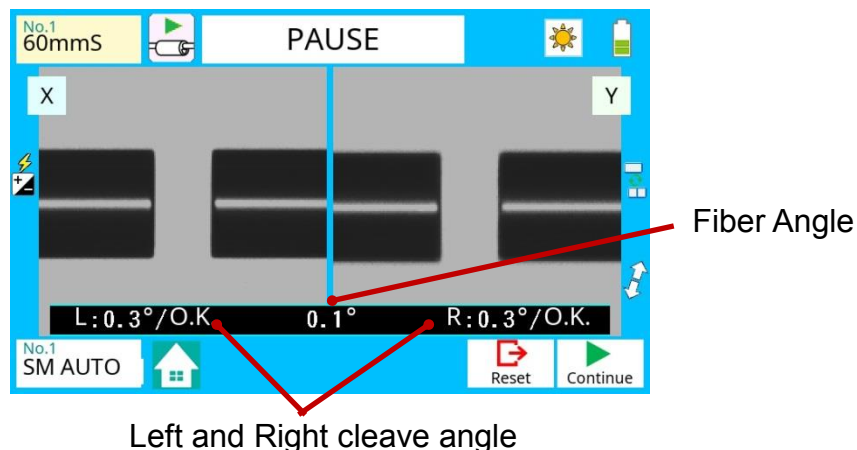 No.1
60mmS
PAUSE
X
Y
Fiber Angle
L:0.3°/O.K
0.1°
R:0.3°/O.K.
No.1
SM AUTO
Reset
Continue
Left and Right cleave angle